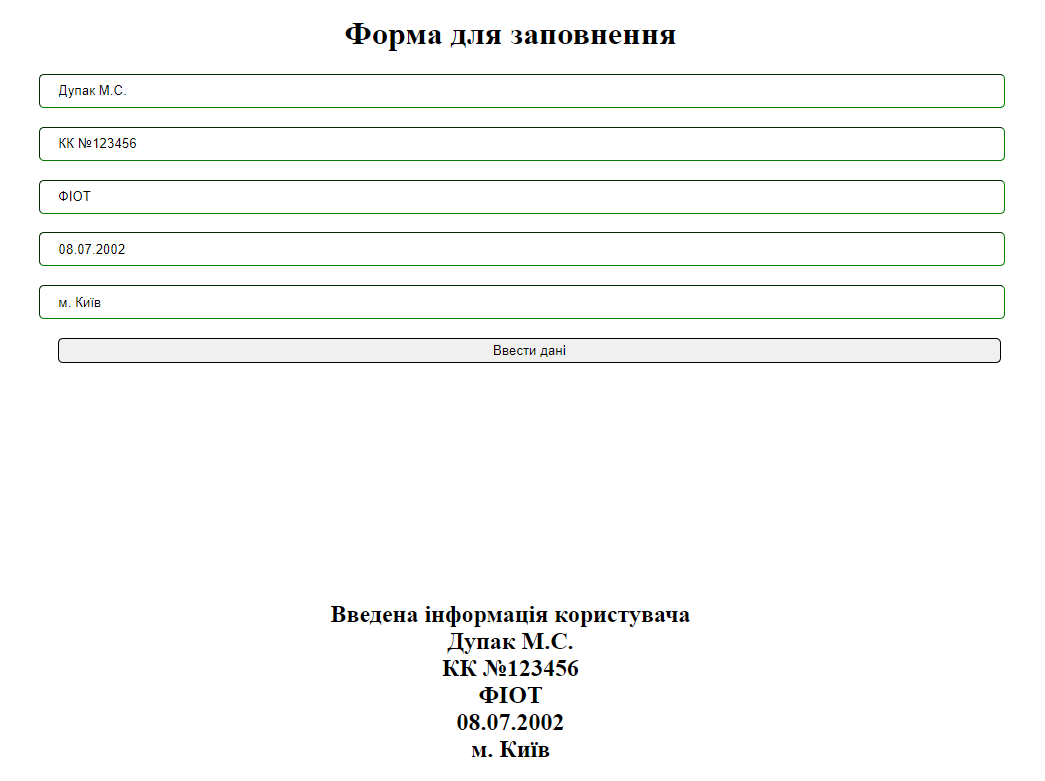 Форма для заповнення
Дупак М.С.
КК №123456
ФІОТ
08.07.2002
м. Київ
Ввести дані
Введена інформація користувача
Дупак М.С.
КК №123456
ФІОТ
08.07.2002
м. Київ